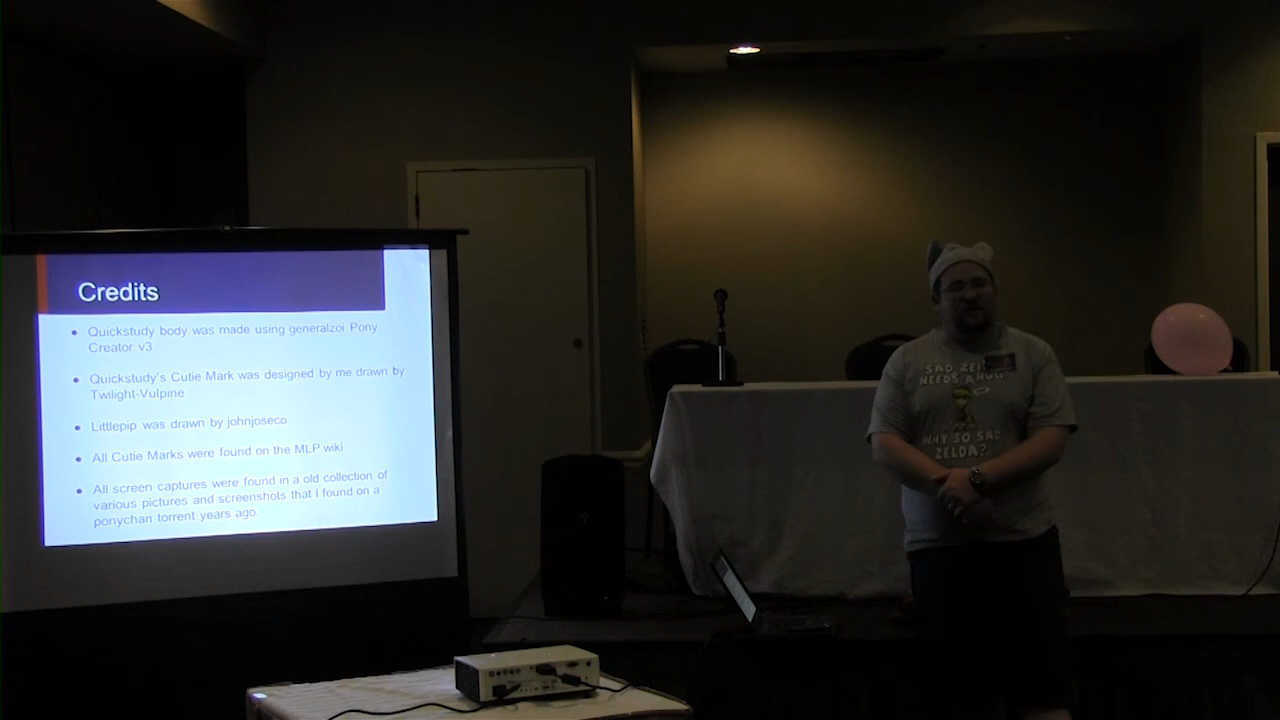 Credits
Quickstudy body was made using generalzoi Pony
Creator v3
Quickstudy's Cutie Mark was designed by me drawn by
Twilight-Vulpine
Littlepip was drawn by johnjoseco
All Cutie Marks were found on the MLP wiki
All screen captures were found in a old collection of
various pictures and screenshots that I found on a
ponychan torrent years ago.
SAD ZELDA
NEEDS A HUG
WHY SO SAD
ZELDA?